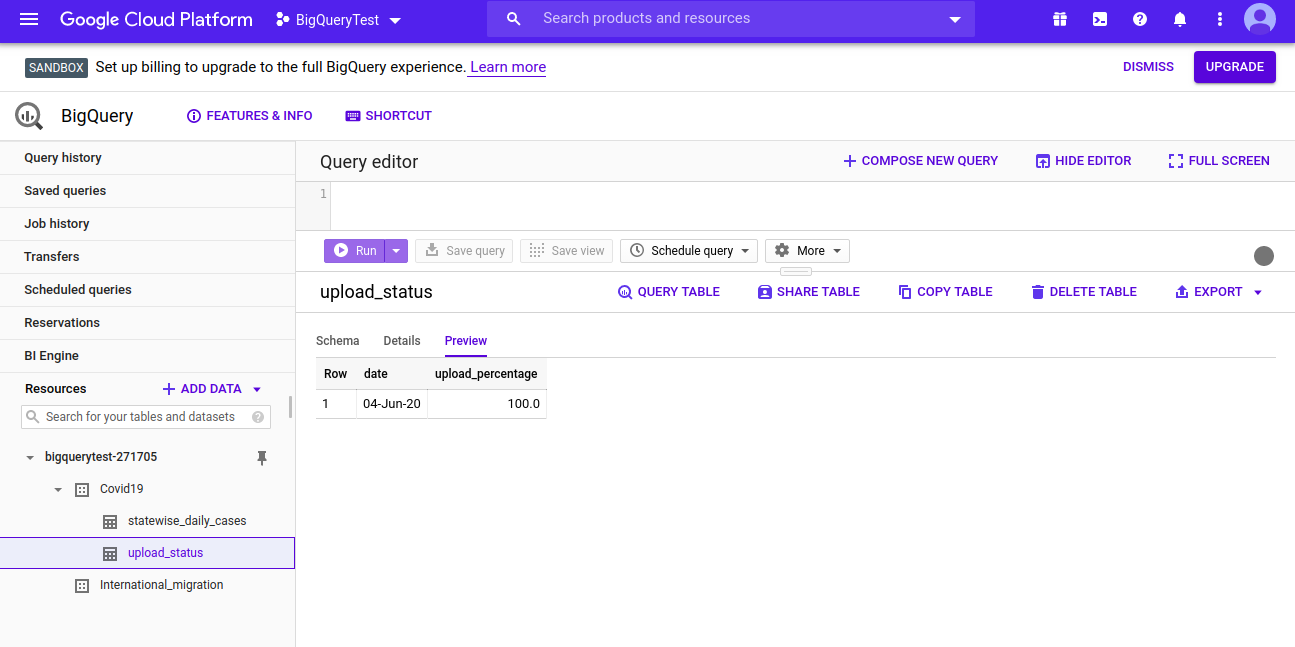 Google Cloud Platform BigQueryTest Search products and resources
SANDBOX Set up billing to upgrade to the full BigQuery experience. Learn more DISMISS UPGRADE
BigQuery FEATURES & INFO SHORTCUT
Query history
Saved queries
Job history
Transfers
Scheduled queries
Reservations
BI Engine
Resources ADD DATA
Search for your tables and datasets ?
bigquerytest-271705
Covid19
statewise_daily_cases
upload_status
International_migration
Query editor COMPOSE NEW QUERY HIDE EDITOR FULL SCREEN
1
Run Save query Save view Schedule query More
upload_status QUERY TABLE SHARE TABLE COPY TABLE DELETE TABLE EXPORT
Schema Details Preview
Row date upload_percentage
1 04-Jun-20 100.0